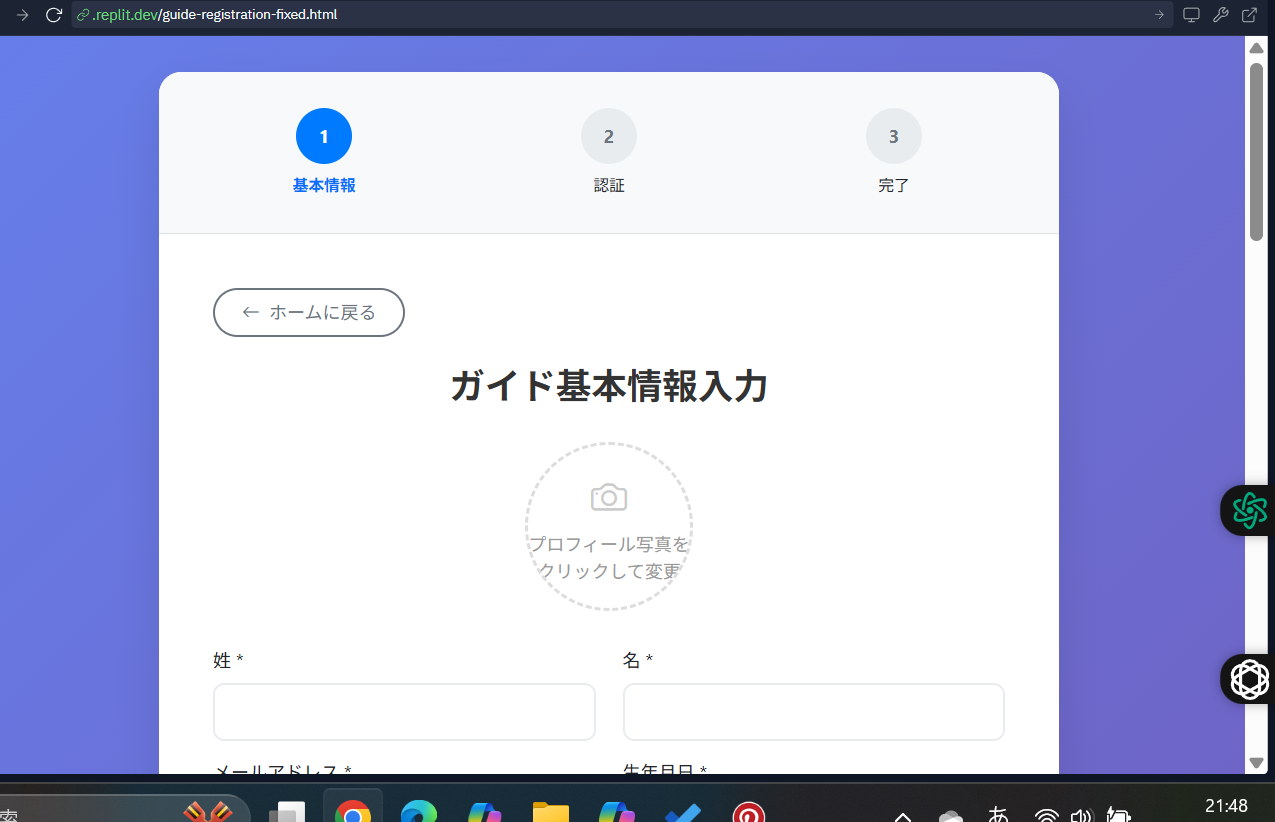 .replit.dev/guide-registration-fixed.html
1
2
3
基本情報
認証
完了
← ホームに戻る
ガイド基本情報入力
プロフィール写真を
クリックして変更
姓 *
名 *
メールアドレス *
生年月日 *
索
あ
21:48